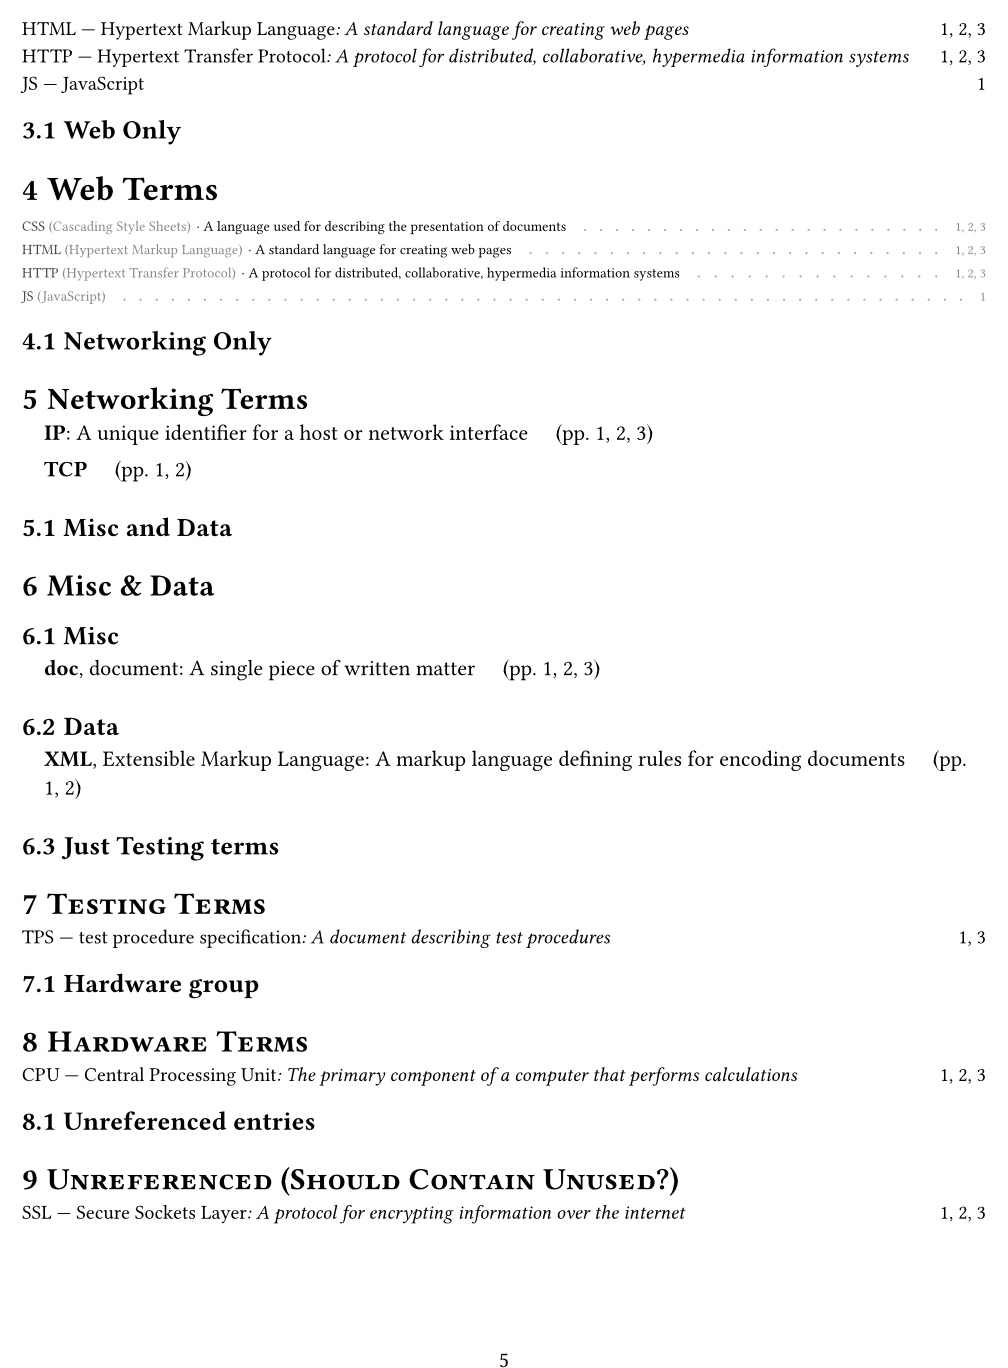 HTML — Hypertext Markup Language: A standard language for creating web pages 1, 2, 3
HTTP — Hypertext Transfer Protocol: A protocol for distributed, collaborative, hypermedia information systems 1, 2, 3
JS — JavaScript 1
3.1 Web Only
4 Web Terms
CSS (Cascading Style Sheets) · A language used for describing the presentation of documents . . . . . . . . . . . . . . . . . . . . . . . 1, 2, 3
HTML (Hypertext Markup Language) · A standard language for creating web pages . . . . . . . . . . . . . . . . . . . . . . . . . . 1, 2, 3
HTTP (Hypertext Transfer Protocol) · A protocol for distributed, collaborative, hypermedia information systems . . . . . . . . . . . . . . . . 1, 2, 3
JS (JavaScript) . . . . . . . . . . . . . . . . . . . . . . . . . . . . . . . . . . . . . . . . . . . . . . . . . . . . . 1
4.1 Networking Only
5 Networking Terms
IP: A unique identifier for a host or network interface (pp. 1, 2, 3)
TCP (pp. 1, 2)
5.1 Misc and Data
6 Misc & Data
6.1 Misc
doc, document: A single piece of written matter (pp. 1, 2, 3)
6.2 Data
XML, Extensible Markup Language: A markup language defining rules for encoding documents (pp.
1, 2)
6.3 Just Testing terms
7 Testing Terms
TPS — test procedure specification: A document describing test procedures 1, 3
7.1 Hardware group
8 Hardware Terms
CPU — Central Processing Unit: The primary component of a computer that performs calculations 1, 2, 3
8.1 Unreferenced entries
9 Unreferenced (Should Contain Unused?)
SSL — Secure Sockets Layer: A protocol for encrypting information over the internet 1, 2, 3
5